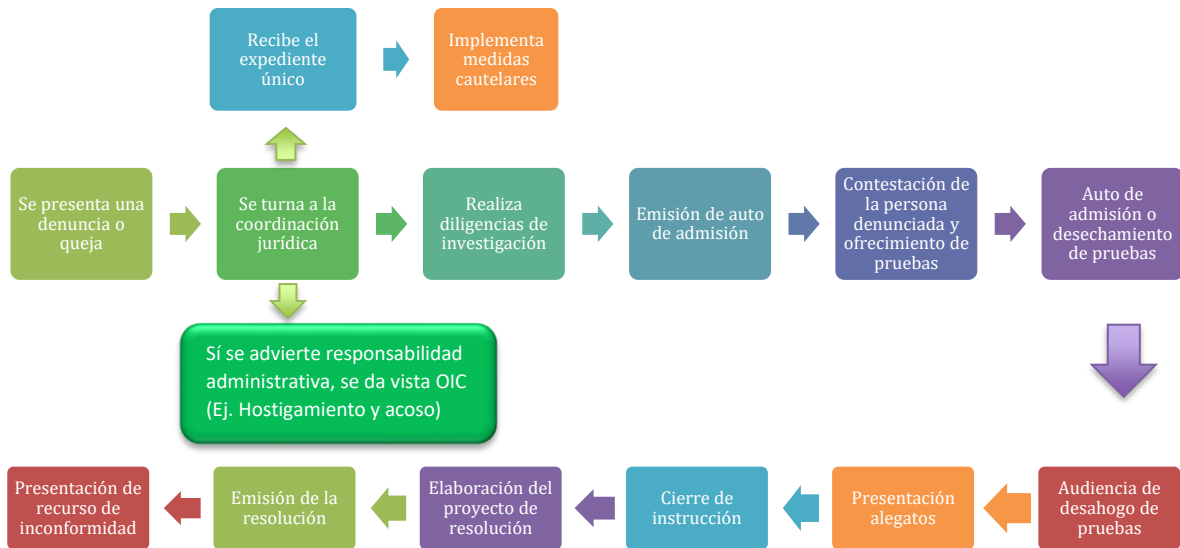 Recibe el
expediente
único
Implementa
medidas
cautelares
Se presenta una
denuncia o
queja
Se turna a la
coordinación
jurídica
Realiza
diligencias de
investigación
Emisión de auto
de admisión
Contestación de
la persona
denunciada y
ofrecimiento de
pruebas
Auto de
admisión o
desechamiento
de pruebas
Sí se advierte responsabilidad
administrativa, se da vista OIC
(Ej. Hostigamiento y acoso)
Audiencia de
desahogo de
pruebas
Presentación
alegatos
Cierre de
instrucción
Elaboración del
proyecto de
resolución
Emisión de la
resolución
Presentación de
recurso de
inconformidad